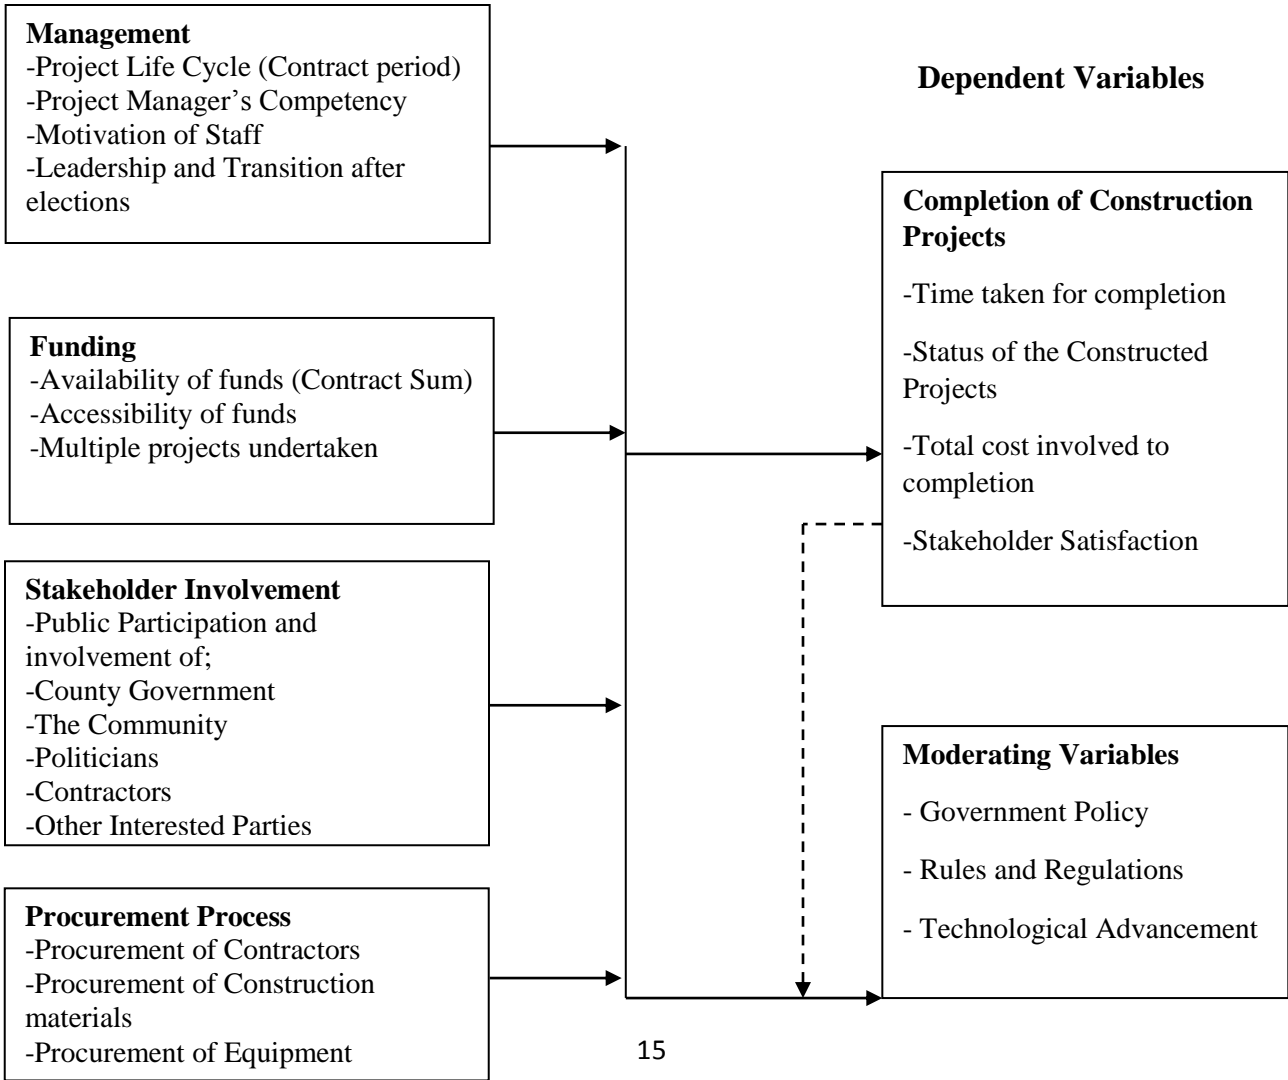 Management
-Project Life Cycle (Contract period)
-Project Manager’s Competency
-Motivation of Staff
-Leadership and Transition after
elections
Funding
-Availability of funds (Contract Sum)
-Accessibility of funds
-Multiple projects undertaken
Stakeholder Involvement
-Public Participation and
involvement of;
-County Government
-The Community
-Politicians
-Contractors
-Other Interested Parties
Procurement Process
-Procurement of Contractors
-Procurement of Construction
materials
-Procurement of Equipment
Dependent Variables
Completion of Construction
Projects
-Time taken for completion
-Status of the Constructed
Projects
-Total cost involved to
completion
-Stakeholder Satisfaction
Moderating Variables
- Government Policy
- Rules and Regulations
- Technological Advancement
15